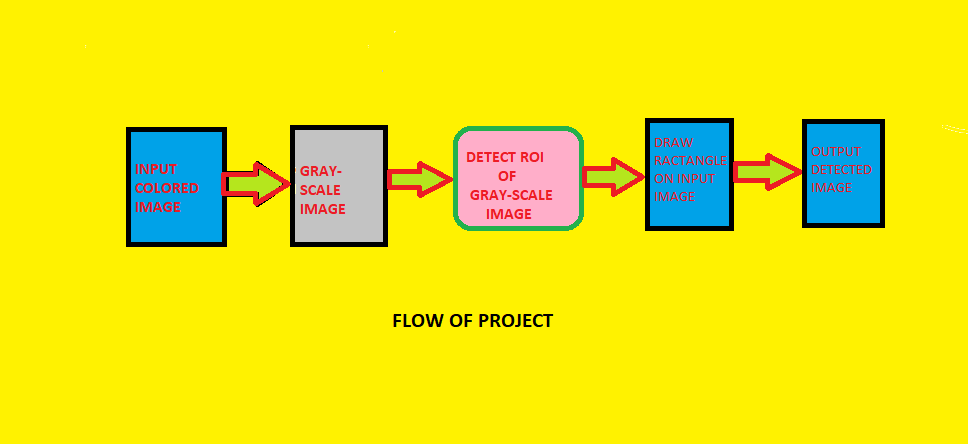 INPUT
COLORED
IMAGE
GRAY-
SCALE
IMAGE
DETECT ROI
OF
GRAY-SCALE
IMAGE
DRAW
RACTANGLE
ON INPUT
IMAGE
OUTPUT
DETECTED
IMAGE
FLOW OF PROJECT